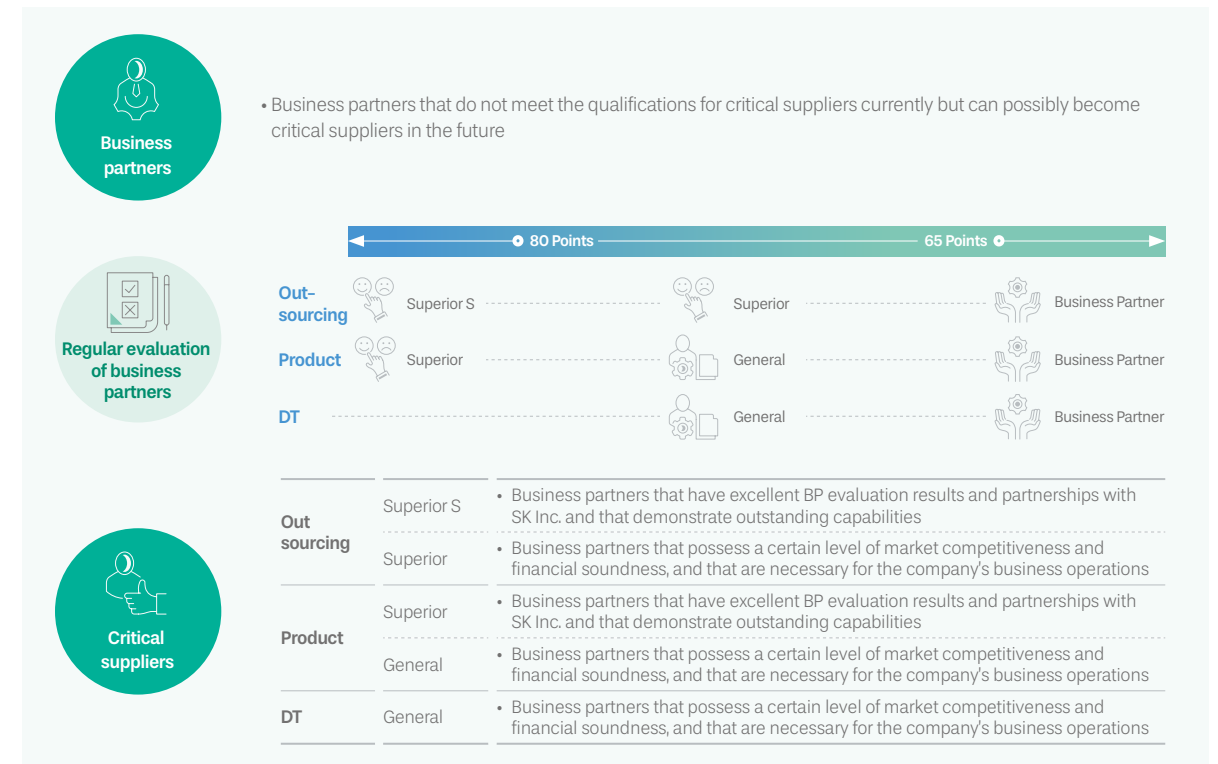 Business
partners
• Business partners that do not meet the qualifications for critical suppliers currently but can possibly become
critical suppliers in the future
80 Points
65 Points
Regular evaluation
of business
partners
Out-
sourcing
Superior S
Superior
Business Partner
Product
Superior
General
Business Partner
DT
General
Business Partner
Critical
suppliers
Out
sourcing
Superior S
• Business partners that have excellent BP evaluation results and partnerships with
SK Inc. and that demonstrate outstanding capabilities
Superior
• Business partners that possess a certain level of market competitiveness and
financial soundness, and that are necessary for the company's business operations
Product
Superior
• Business partners that have excellent BP evaluation results and partnerships with
SK Inc. and that demonstrate outstanding capabilities
General
• Business partners that possess a certain level of market competitiveness and
financial soundness, and that are necessary for the company's business operations
DT
General
• Business partners that possess a certain level of market competitiveness and
financial soundness, and that are necessary for the company's business operations